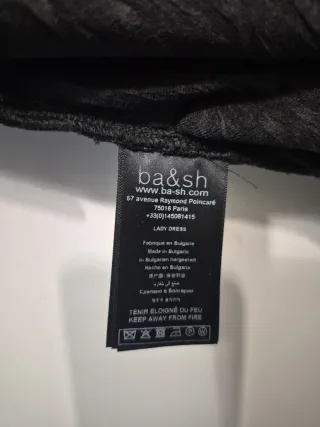 ba&sh
www.ba-sh.com
67 avenue Raymond Poincaré
75016 Paris
+33(0)145081415
LADY DRESS
Fabriqué en Bulgarie
Made in Bulgaria
in Bulgarien hergestellt
Hecho en Bulgaria
TENIR ÉLOIGNÉ DU FEU
KEEP AWAY FROM FIRE